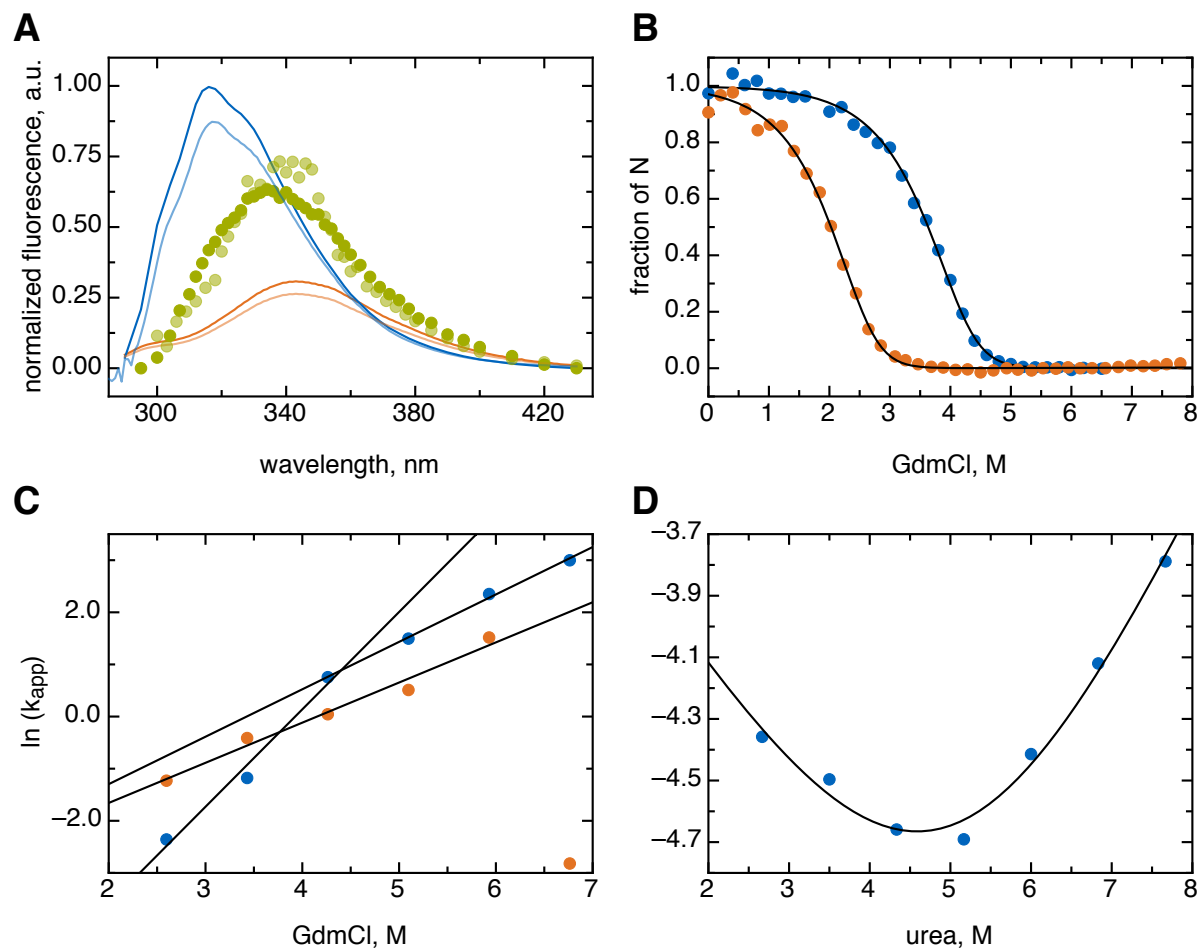 A
normalized fluorescence, a.u.
1.00
0.75
0.50
0.25
0.00
300 340 380 420
wavelength, nm
B
fraction of N
1.0
0.8
0.6
0.4
0.2
0.0
0 1 2 3 4 5 6 7 8
GdmCl, M
C
ln (kapp)
2.0
0.0
−2.0
2 3 4 5 6 7
GdmCl, M
D
−3.7
−3.9
−4.1
−4.3
−4.5
−4.7
2 3 4 5 6 7 8
urea, M